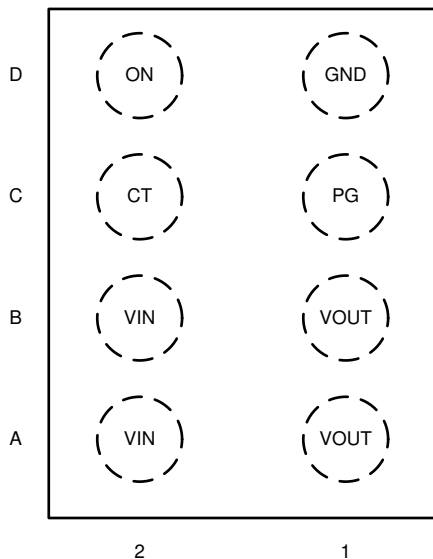 D ON GND
C CT PG
B VIN VOUT
A VIN VOUT
2 1